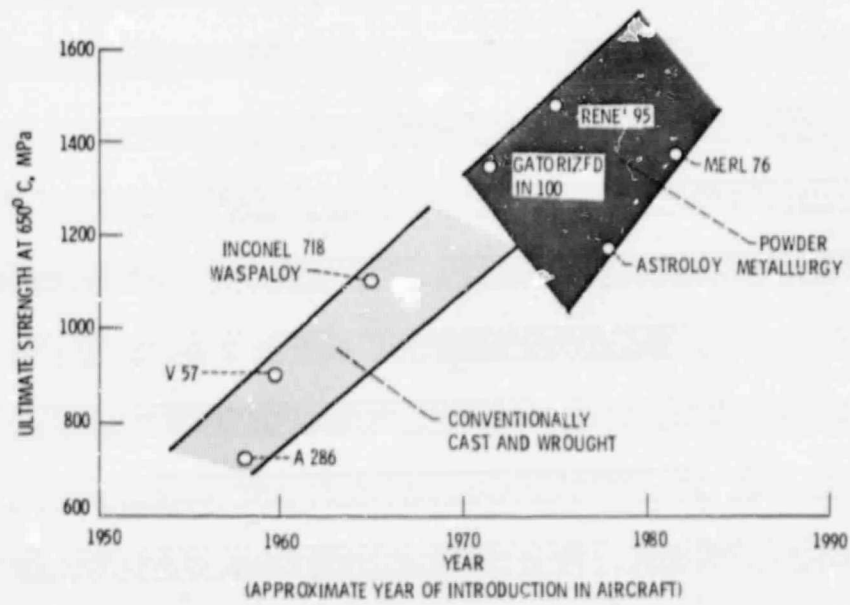 1600
1400
1200
1000
800
600
ULTIMATE STRENGTH AT 650⁰ C, MPa
RENE' 95
GATORIZED
IN 100
MERL 76
INCONEL 718
WASPALOY
POWDER
METALLURGY
ASTROLOY
V 57
CONVENTIONALLY
CAST AND WROUGHT
A 286
1950
1960
1970
1980
1990
YEAR
(APPROXIMATE YEAR OF INTRODUCTION IN AIRCRAFT)